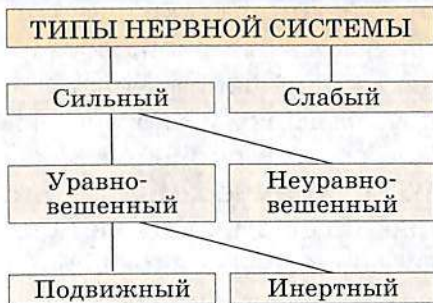 ТИПЫ НЕРВНОЙ СИСТЕМЫ
Сильный
Слабый
Уравно-
вешенный
Неуравно-
вешенный
Подвижный
Инертный